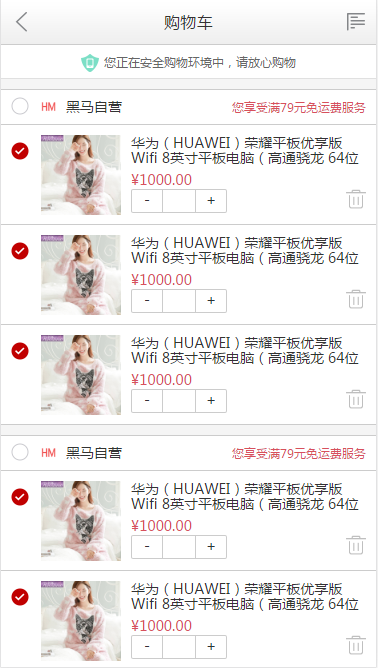 购物车
您正在安全购物环境中，请放心购物
HM 黑马自营 您享受满79元免运费服务
华为（HUAWEI）荣耀平板优享版
Wifi 8英寸平板电脑（高通骁龙 64位
¥1000.00
- +
华为（HUAWEI）荣耀平板优享版
Wifi 8英寸平板电脑（高通骁龙 64位
¥1000.00
- +
华为（HUAWEI）荣耀平板优享版
Wifi 8英寸平板电脑（高通骁龙 64位
¥1000.00
- +
HM 黑马自营 您享受满79元免运费服务
华为（HUAWEI）荣耀平板优享版
Wifi 8英寸平板电脑（高通骁龙 64位
¥1000.00
- +
华为（HUAWEI）荣耀平板优享版
Wifi 8英寸平板电脑（高通骁龙 64位
¥1000.00
- +